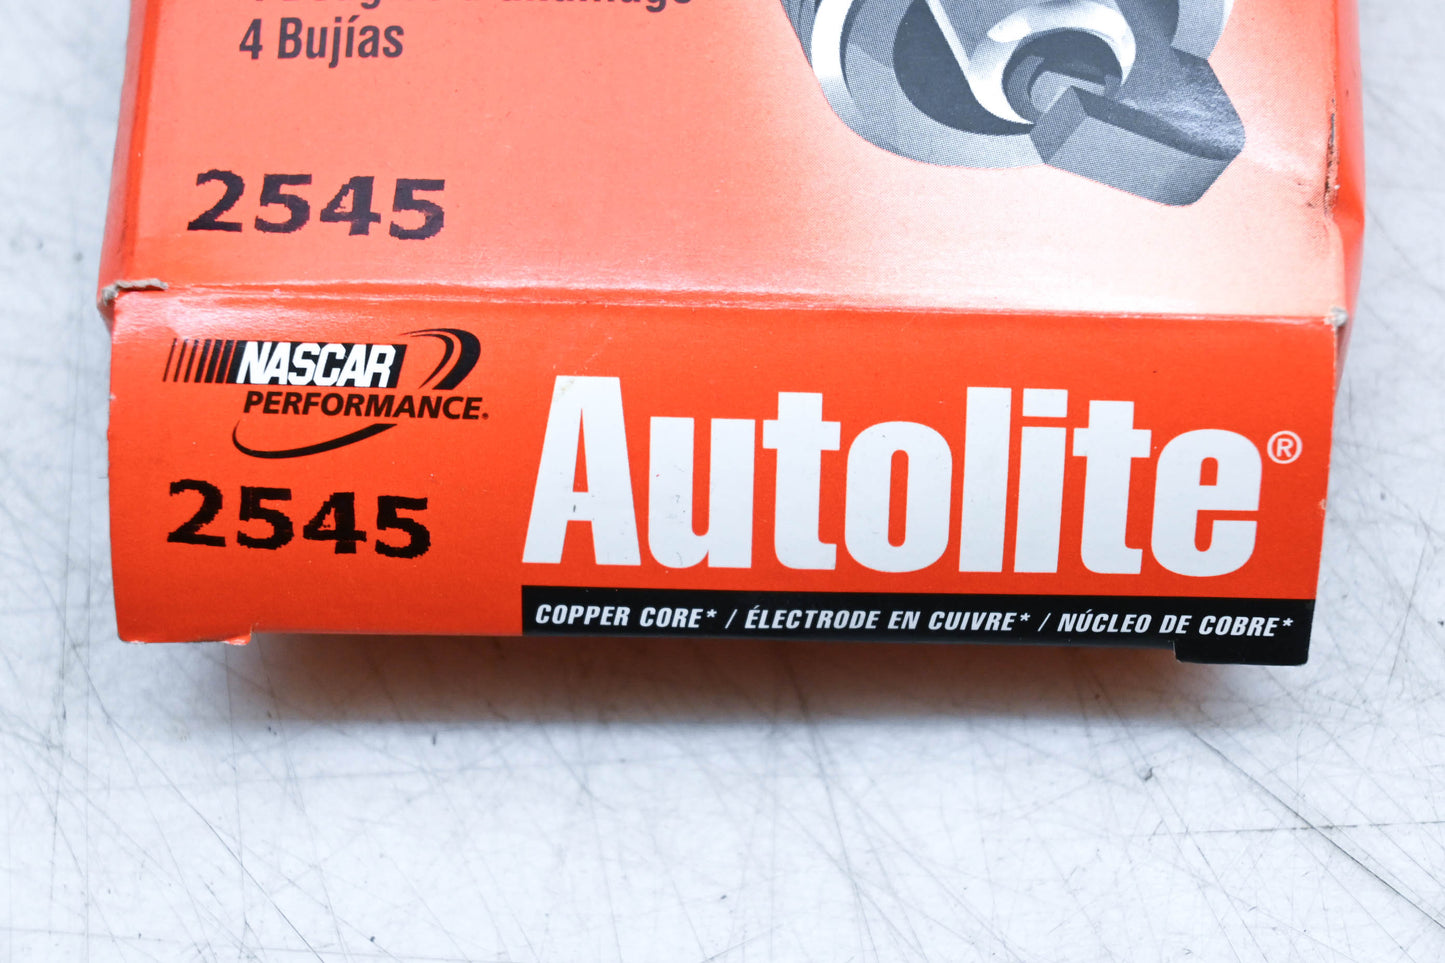 4 Bujías
2545
NASCAR
PERFORMANCE®
2545
Autolite®
COPPER CORE* / ÉLECTRODE EN CUIVRE* / NÚCLEO DE COBRE*